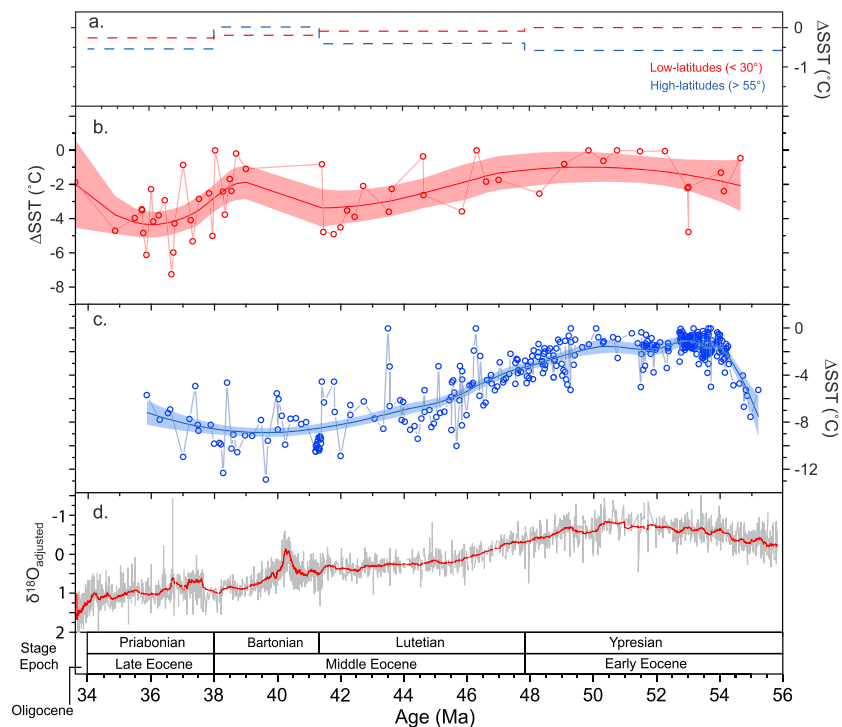 a.
0
-1
ΔSST (˚C)
Low-latitudes (< 30°)
High-latitudes (> 55°)
b.
0
-2
-4
-6
-8
ΔSST (˚C)
c.
0
-4
-8
-12
ΔSST (˚C)
d.
-1
0
1
2
δ18Oadjusted
Stage
Priabonian
Bartonian
Lutetian
Ypresian
Epoch
Late Eocene
Middle Eocene
Early Eocene
Oligocene
34 36 38 40 42 44 46 48 50 52 54 56
Age (Ma)